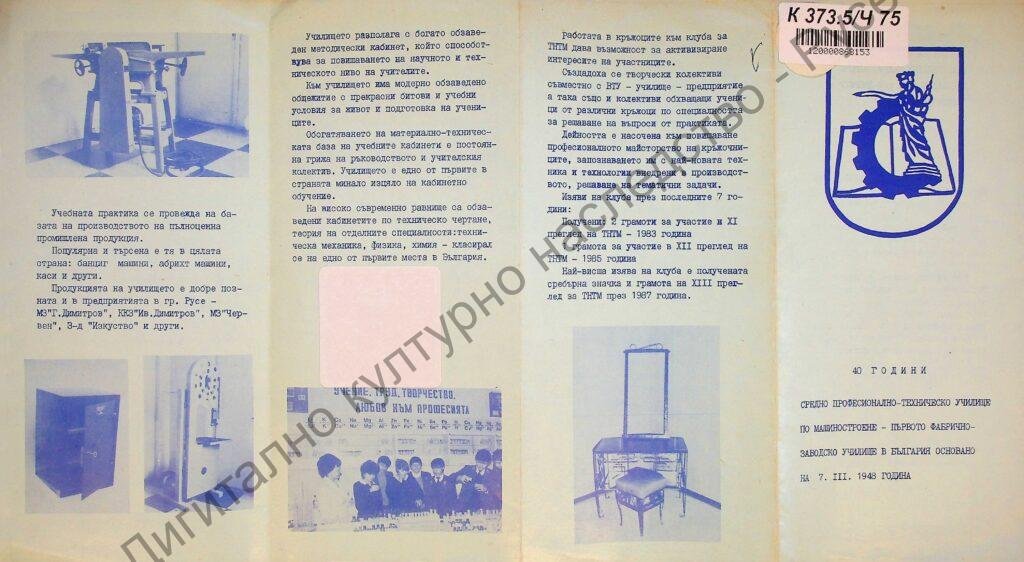 Учебната практика се провежда на ба-
зата на производството на пълноценна
промишлена продукция.
Популярна и търсена е тя в цялата
страна: банциг машини, абрихт машини,
каси и други.
Продукцията на училището е добре поз-
ната и в предприятията в гр. Русе -
МЗ"Г.Димитров", ККЗ"Ив.Димитров", МЗ"Чер-
вен", З-д "Изкуство" и други.
Училището разполага с богато обзаве-
ден методически кабинет, който способст-
вува за повишаването на научното и тех-
ническото ниво на учителите.
Към училището има модерно обзаведено
общежитие с прекрасни битови и учебни
условия за живот и подготовка на учени-
ците.
Обогатяването на материално-техничес-
ката база на учебните кабинети е постоян-
на грижа на ръководството и учителския
колектив. Училището е едно от първите в
страната минало изцяло на кабинетно
обучение.
На високо съвременно равнище са обза-
ведени кабинетите по техническо чертане,
теория на отделните специалности:техни-
ческа механика, физика, химия - класирал
се на едно от първите места в България.
УЧЕНИЕ, ТРУД, ТВОРЧЕСТВО,
ЛЮБОВ КЪМ ПРОФЕСИЯТА
Работата в кръжоците към клуба за
ТНТМ дава възможност за активизиране
интересите на участниците.
Създадоха се творчески колективи
съвместно с ВТУ - училище - предприятие
а така също и колективи обхващащи учени-
ци от различни кръжоци по специалността
за решаване на въпроси от практиката.
Дейността е насочена към повишаване
професионалното майсторство на кръжочни-
ците, запознаването им с най-новата тех-
ника и технологии внедрени в производст-
вото, решаване на тематични задачи.
Изяви на клуба през последните 7 го-
дини:
Получени: 2 грамоти за участие и XI
преглед на ТНТМ - 1983 година
грамота за участие в XII преглед на
ТНТМ - 1985 година
Най-висша изява на клуба е получената
сребърна значка и грамота на XIII прег-
лед за ТНТМ през 1987 година.
К 373.5/Ч 75
120000868153
40 ГОДИНИ
СРЕДНО ПРОФЕСИОНАЛНО-ТЕХНИЧЕСКО УЧИЛИЩЕ
ПО МАШИНОСТРОЕНЕ - ПЪРВОТО ФАБРИЧНО-
ЗАВОДСКО УЧИЛИЩЕ В БЪЛГАРИЯ ОСНОВАНО
НА 7. III. 1948 ГОДИНА
Дигитално културно наследство - Русе